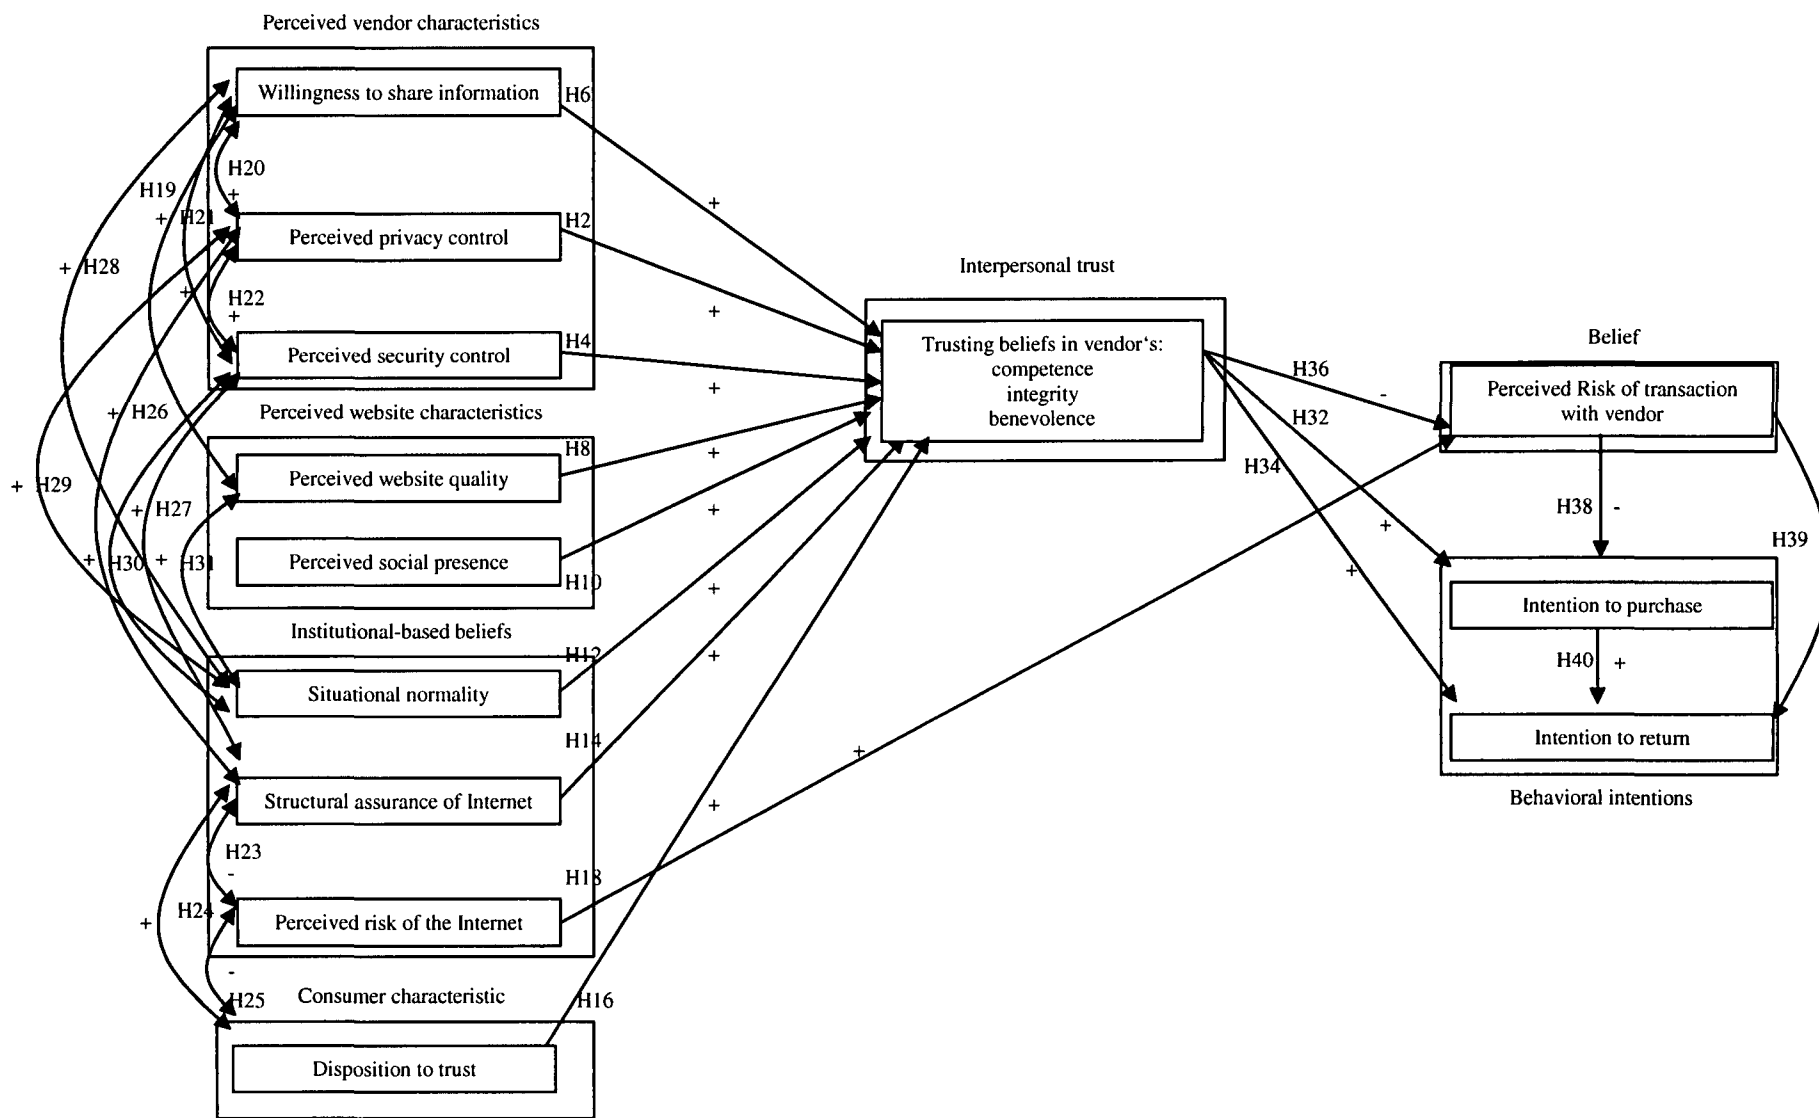 Perceived vendor characteristics
Willingness to share information
H6
H20
+
H19
+
H21
+
Perceived privacy control
H2
+ H28
+
H22
+
Perceived security control
H4
Perceived website characteristics
+ H26
H8
Perceived website quality
+ H29
+ H27
Perceived social presence
+ H30
+ H31
H10
Institutional-based beliefs
H12
Situational normality
H14
Structural assurance of Internet
H23
-
H18
H24
+
Perceived risk of the Internet
-
H25
Consumer characteristic
H16
Disposition to trust
+
+
+
+
+
+
+
+
+
Interpersonal trust
Trusting beliefs in vendor's:
competence
integrity
benevolence
H36
-
H32
H34
+
+
Belief
Perceived Risk of transaction
with vendor
H38 -
H39
Intention to purchase
H40 +
Intention to return
Behavioral intentions